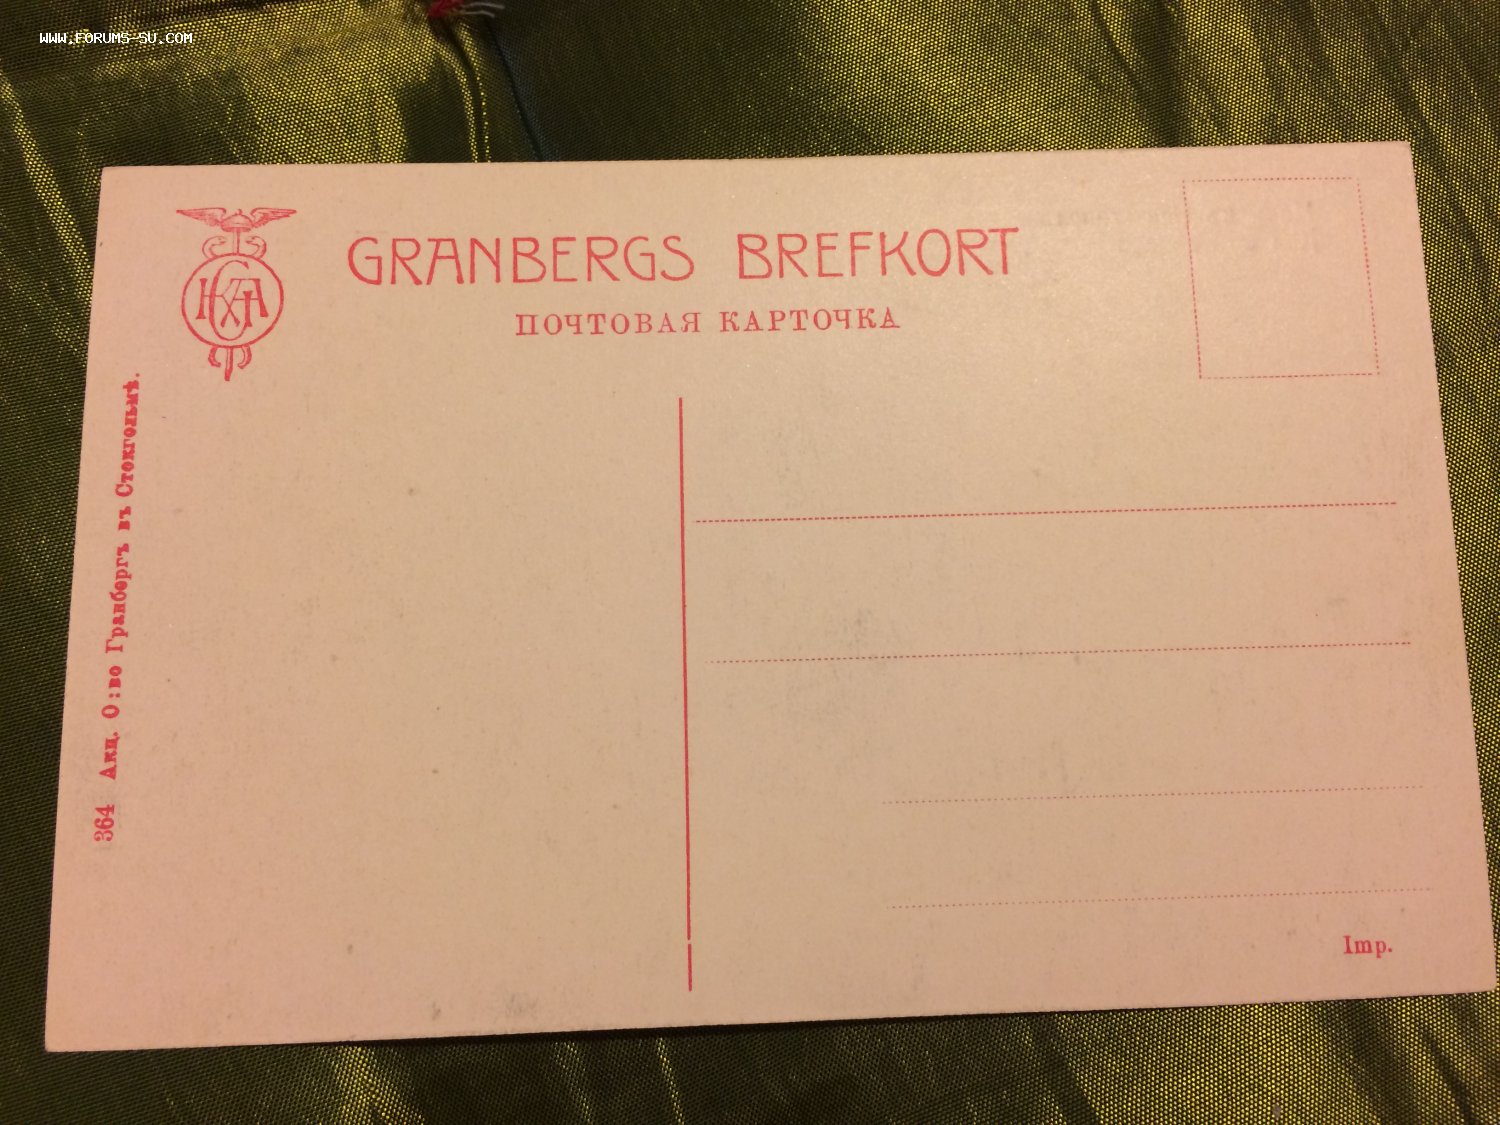 www.forums-su.com
GRANBERGS BREFKORT
ПОЧТОВАЯ КАРТОЧКА
364 Акц. О:во Гранбергъ въ Стокгольмѣ.
Imp.